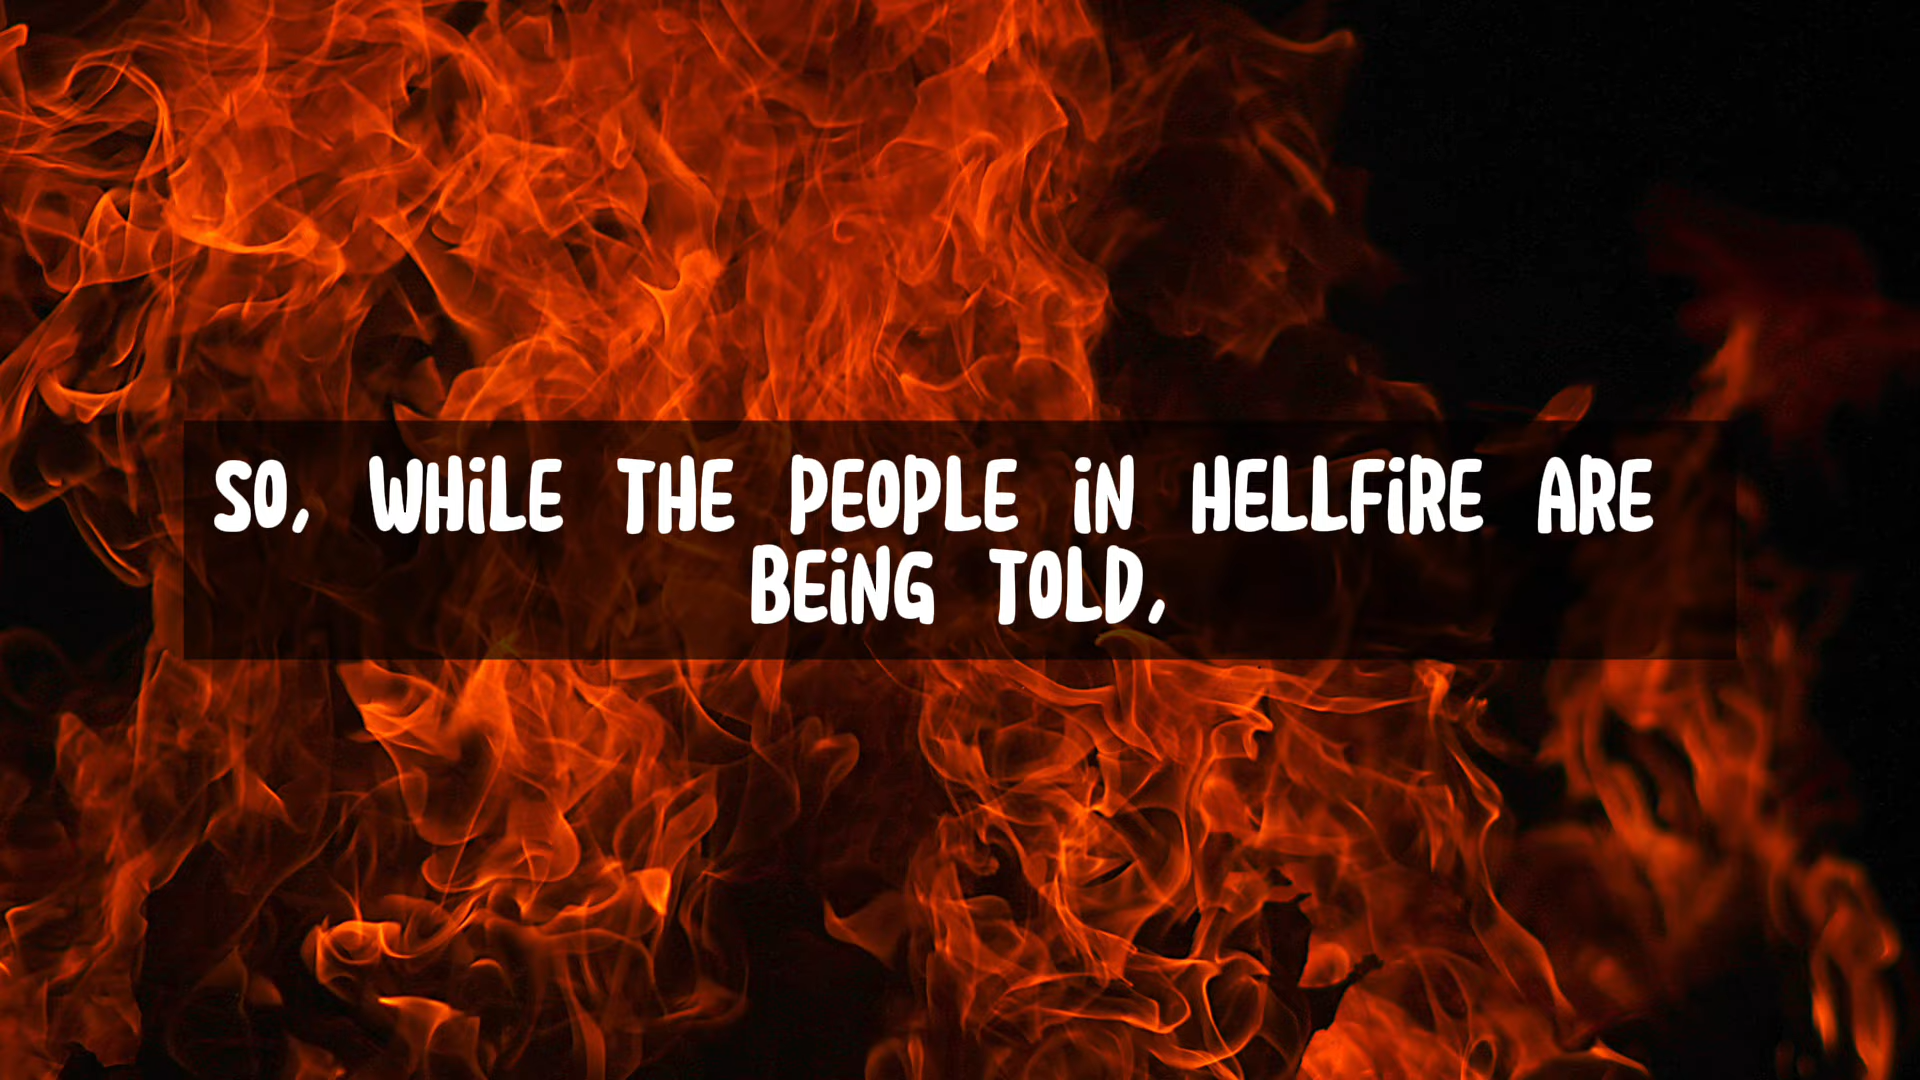 SO, WHILE THE PEOPLE IN HELLFIRE ARE
BEING TOLD,